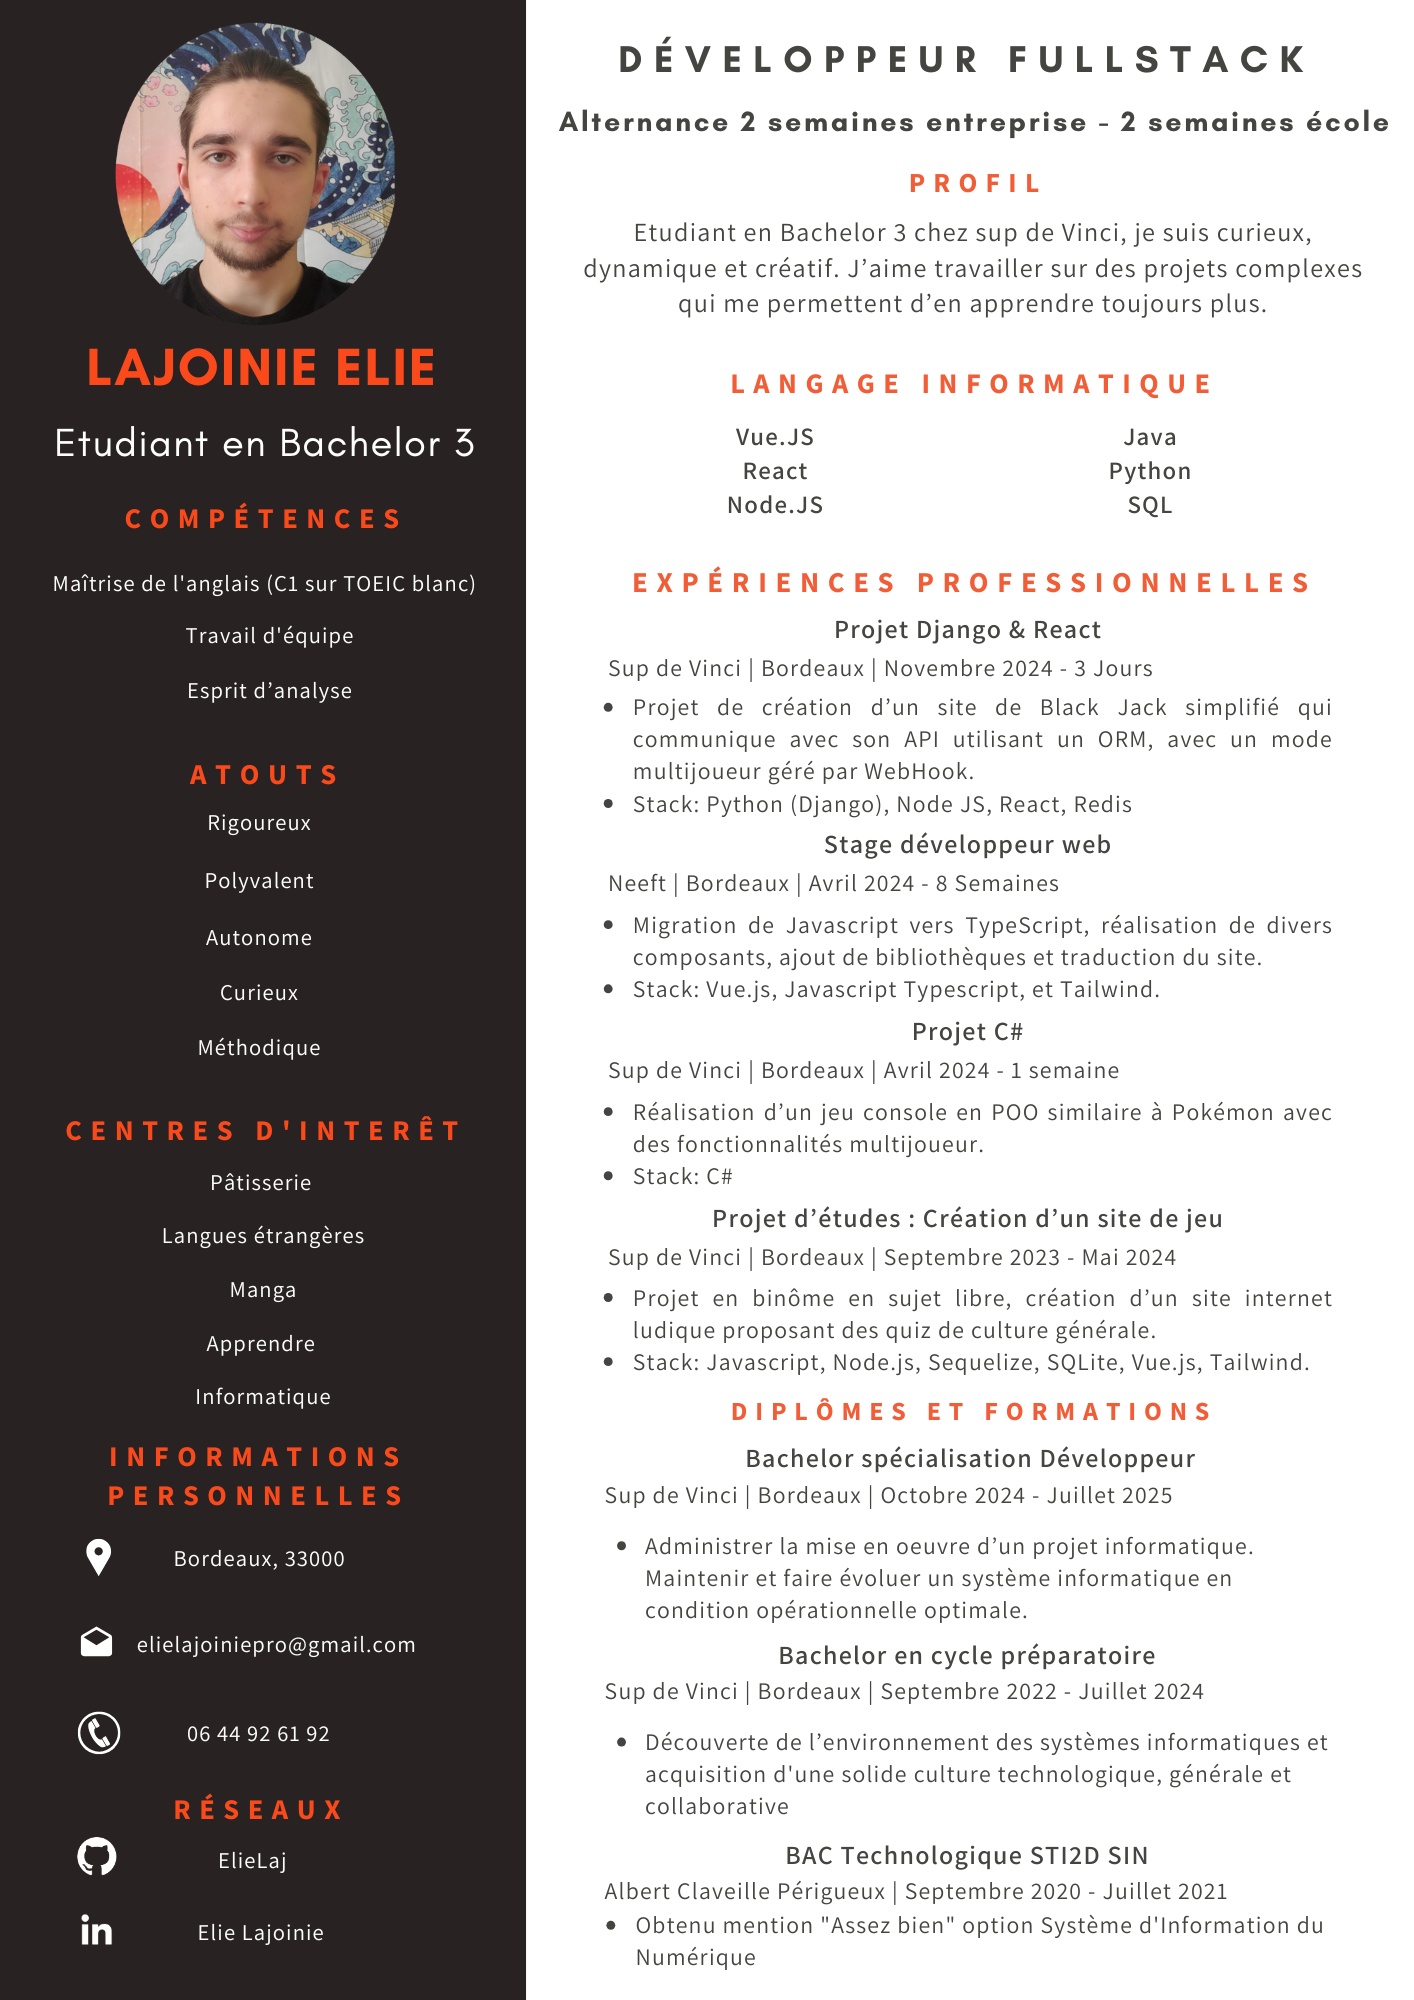 LAJOINIE ELIE
Etudiant en Bachelor 3
COMPÉTENCES
Maîtrise de l'anglais (C1 sur TOEIC blanc)
Travail d'équipe
Esprit d’analyse
ATOUTS
Rigoureux
Polyvalent
Autonome
Curieux
Méthodique
CENTRES D'INTERÊT
Pâtisserie
Langues étrangères
Manga
Apprendre
Informatique
INFORMATIONS
PERSONNELLES
Bordeaux, 33000
elielajoiniepro@gmail.com
06 44 92 61 92
RÉSEAUX
ElieLaj
Elie Lajoinie
DÉVELOPPEUR FULLSTACK
Alternance 2 semaines entreprise - 2 semaines école
PROFIL
Etudiant en Bachelor 3 chez sup de Vinci, je suis curieux,
dynamique et créatif. J’aime travailler sur des projets complexes
qui me permettent d’en apprendre toujours plus.
LANGAGE INFORMATIQUE
Vue.JS
React
Node.JS
Java
Python
SQL
EXPÉRIENCES PROFESSIONNELLES
Projet Django & React
Sup de Vinci | Bordeaux | Novembre 2024 - 3 Jours
• Projet de création d’un site de Black Jack simplifié qui
communique avec son API utilisant un ORM, avec un mode
multijoueur géré par WebHook.
• Stack: Python (Django), Node JS, React, Redis
Stage développeur web
Neeft | Bordeaux | Avril 2024 - 8 Semaines
• Migration de Javascript vers TypeScript, réalisation de divers
composants, ajout de bibliothèques et traduction du site.
• Stack: Vue.js, Javascript Typescript, et Tailwind.
Projet C#
Sup de Vinci | Bordeaux | Avril 2024 - 1 semaine
• Réalisation d’un jeu console en POO similaire à Pokémon avec
des fonctionnalités multijoueur.
• Stack: C#
Projet d’études : Création d’un site de jeu
Sup de Vinci | Bordeaux | Septembre 2023 - Mai 2024
• Projet en binôme en sujet libre, création d’un site internet
ludique proposant des quiz de culture générale.
• Stack: Javascript, Node.js, Sequelize, SQLite, Vue.js, Tailwind.
DIPLÔMES ET FORMATIONS
Bachelor spécialisation Développeur
Sup de Vinci | Bordeaux | Octobre 2024 - Juillet 2025
• Administrer la mise en oeuvre d’un projet informatique.
Maintenir et faire évoluer un système informatique en
condition opérationnelle optimale.
Bachelor en cycle préparatoire
Sup de Vinci | Bordeaux | Septembre 2022 - Juillet 2024
• Découverte de l’environnement des systèmes informatiques et
acquisition d'une solide culture technologique, générale et
collaborative
BAC Technologique STI2D SIN
Albert Claveille Périgueux | Septembre 2020 - Juillet 2021
• Obtenu mention "Assez bien" option Système d'Information du
Numérique